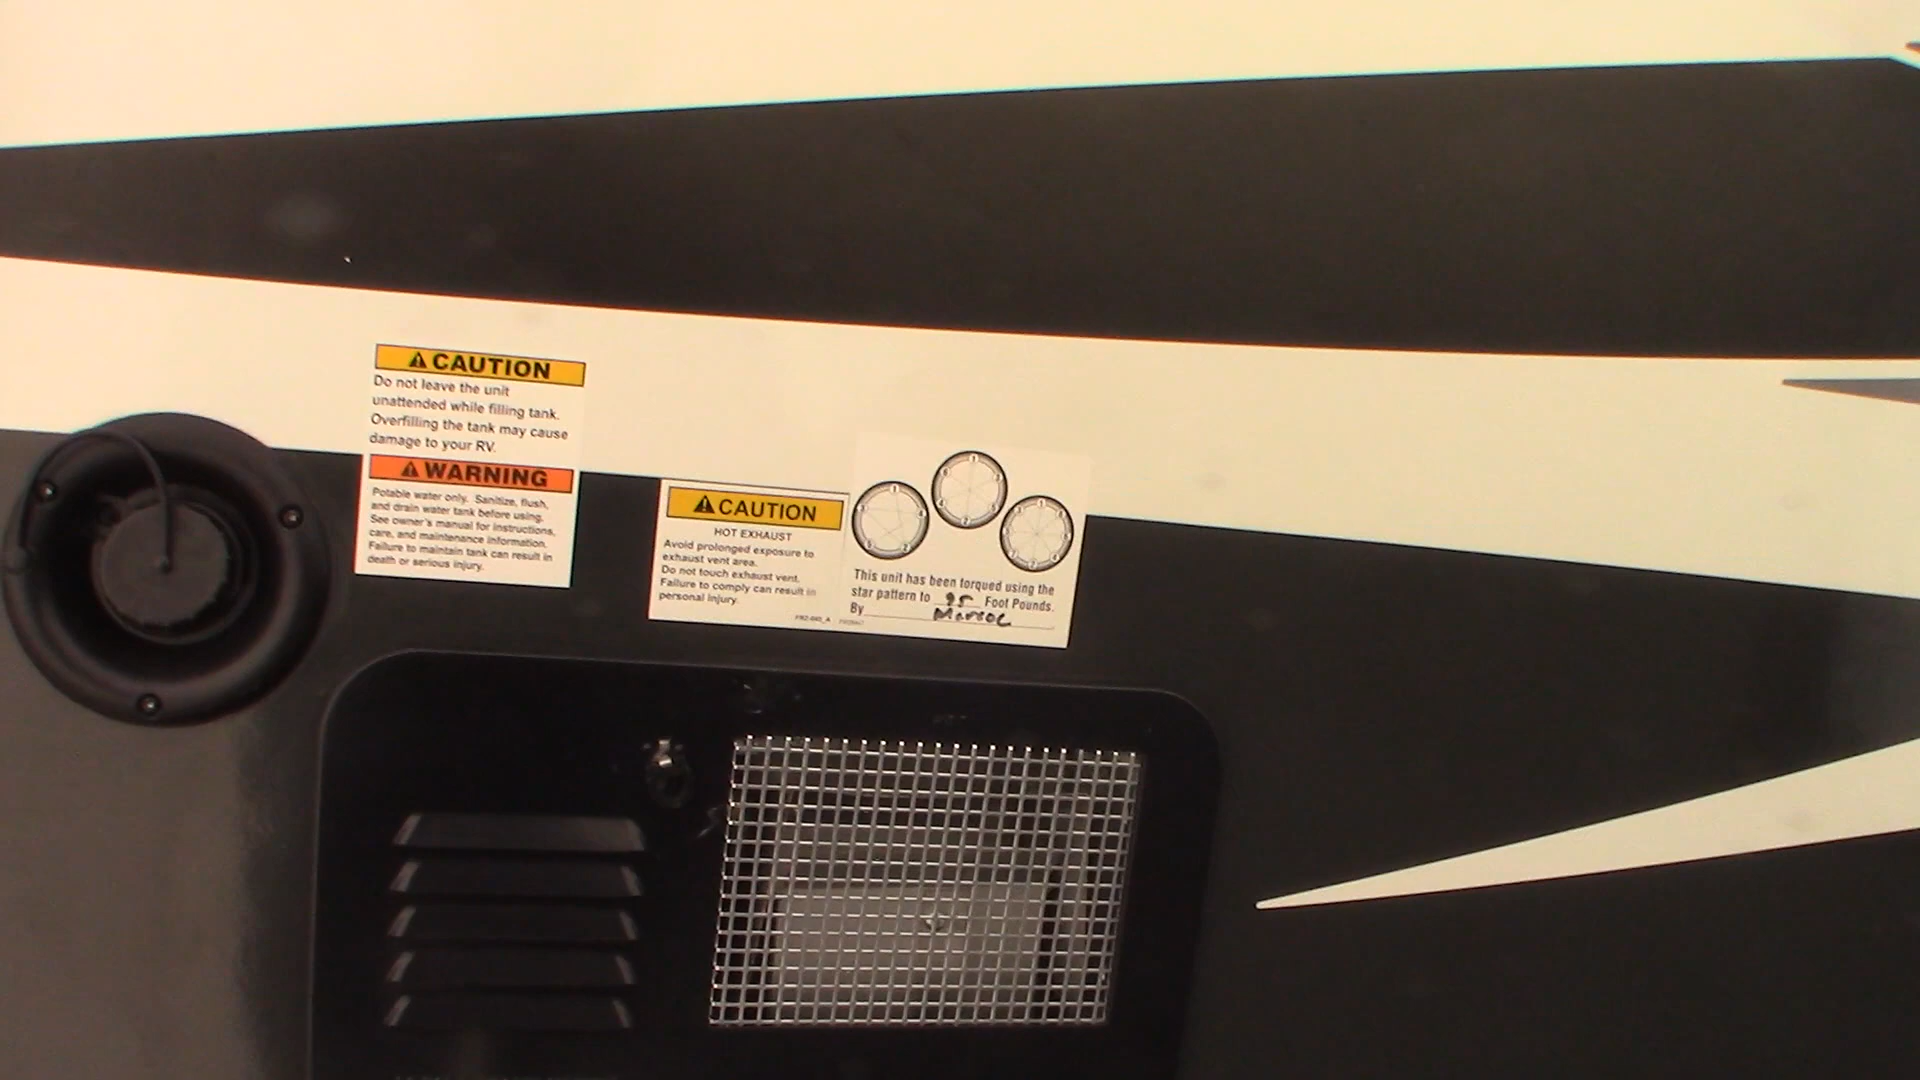 CAUTION
Do not leave the unit
unattended while filling tank.
Overfilling the tank may cause
damage to your RV.
WARNING
Potable water only. Sanitize, flush,
and drain water tank before using.
See owner's manual for instructions,
care, and maintenance information.
Failure to maintain tank can result in
death or serious injury.
CAUTION
HOT EXHAUST
Avoid prolonged exposure to
exhaust vent area.
Do not touch exhaust vent.
Failure to comply can result in
personal injury.
This unit has been torqued using the
star pattern to 95 Foot Pounds.
By